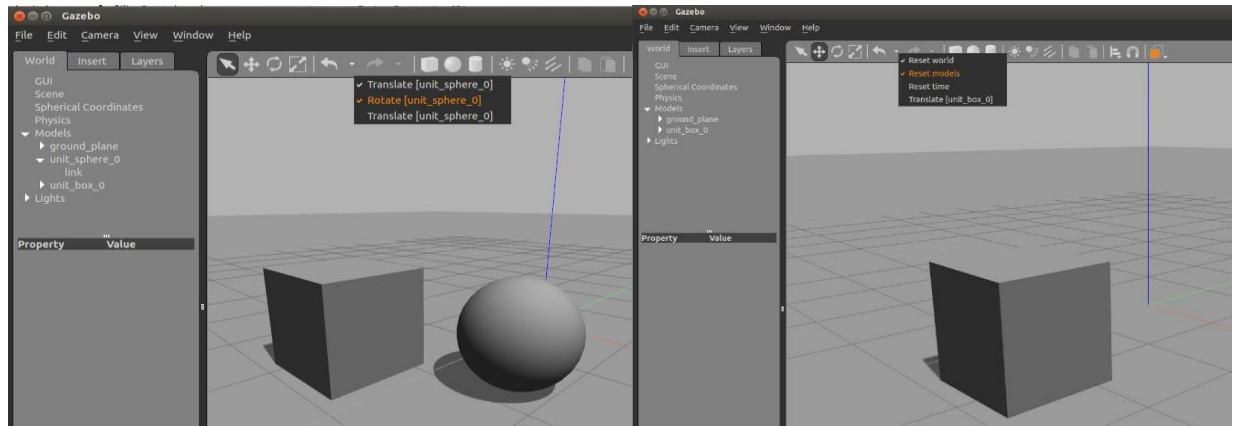 Gazebo
File Edit Camera View Window Help
World Insert Layers
GUI
Scene
Spherical Coordinates
Physics
Models
ground_plane
unit_sphere_0
link
unit_box_0
Lights
Property Value
Translate [unit_sphere_0]
Rotate [unit_sphere_0]
Translate [unit_sphere_0]
Gazebo
File Edit Camera View Window Help
World Insert Layers
GUI
Scene
Spherical Coordinates
Physics
Models
ground_plane
unit_box_0
Lights
Property Value
Reset world
Reset models
Reset time
Translate [unit_box_0]